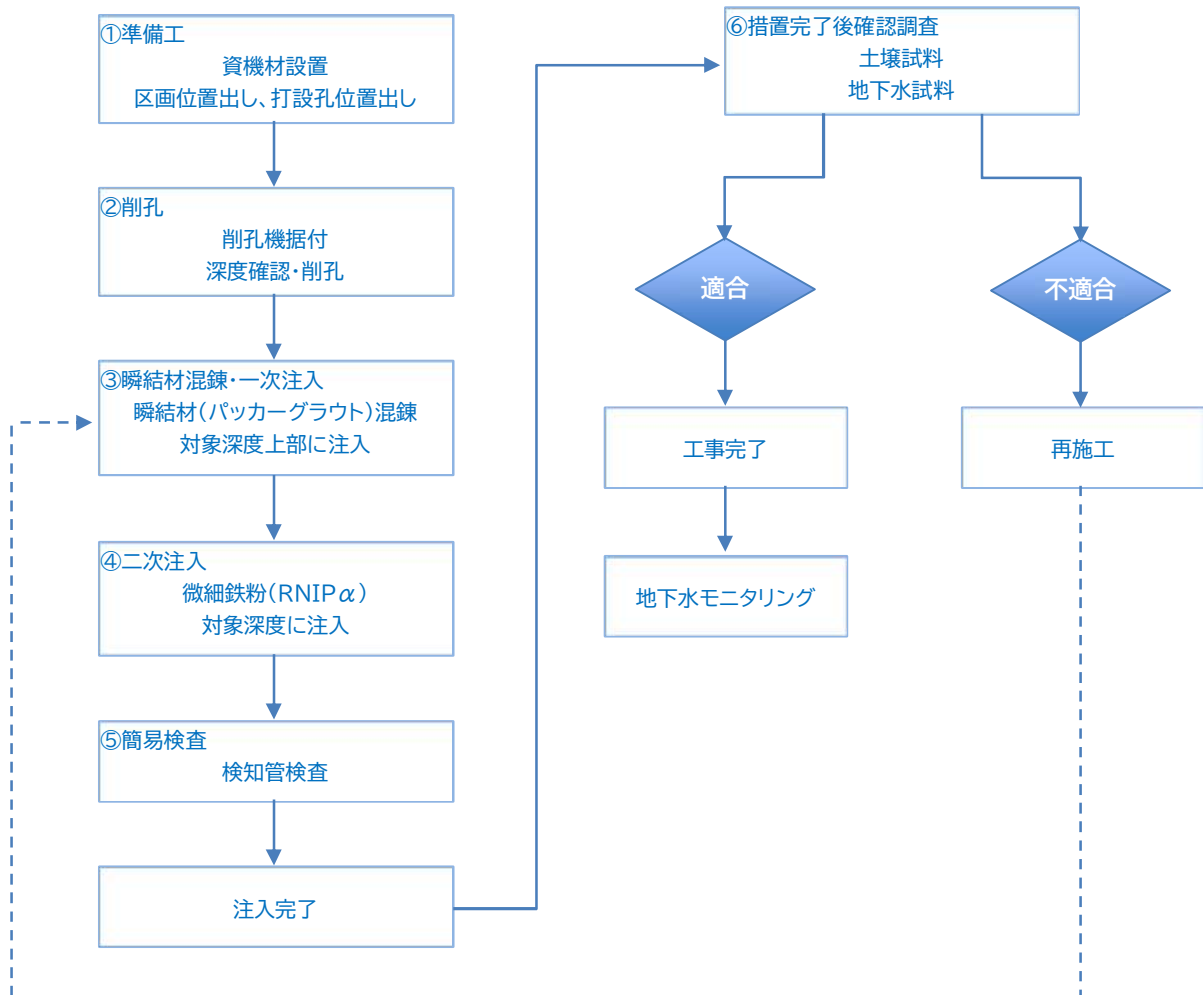 ①準備工
資機材設置
区画位置出し、打設孔位置出し
②削孔
削孔機据付
深度確認・削孔
③瞬結材混錬・一次注入
瞬結材(パッカーグラウト)混錬
対象深度上部に注入
④二次注入
微細鉄粉(RNIPα)
対象深度に注入
⑤簡易検査
検知管検査
注入完了
⑥措置完了後確認調査
土壌試料
地下水試料
適合
不適合
工事完了
再施工
地下水モニタリング